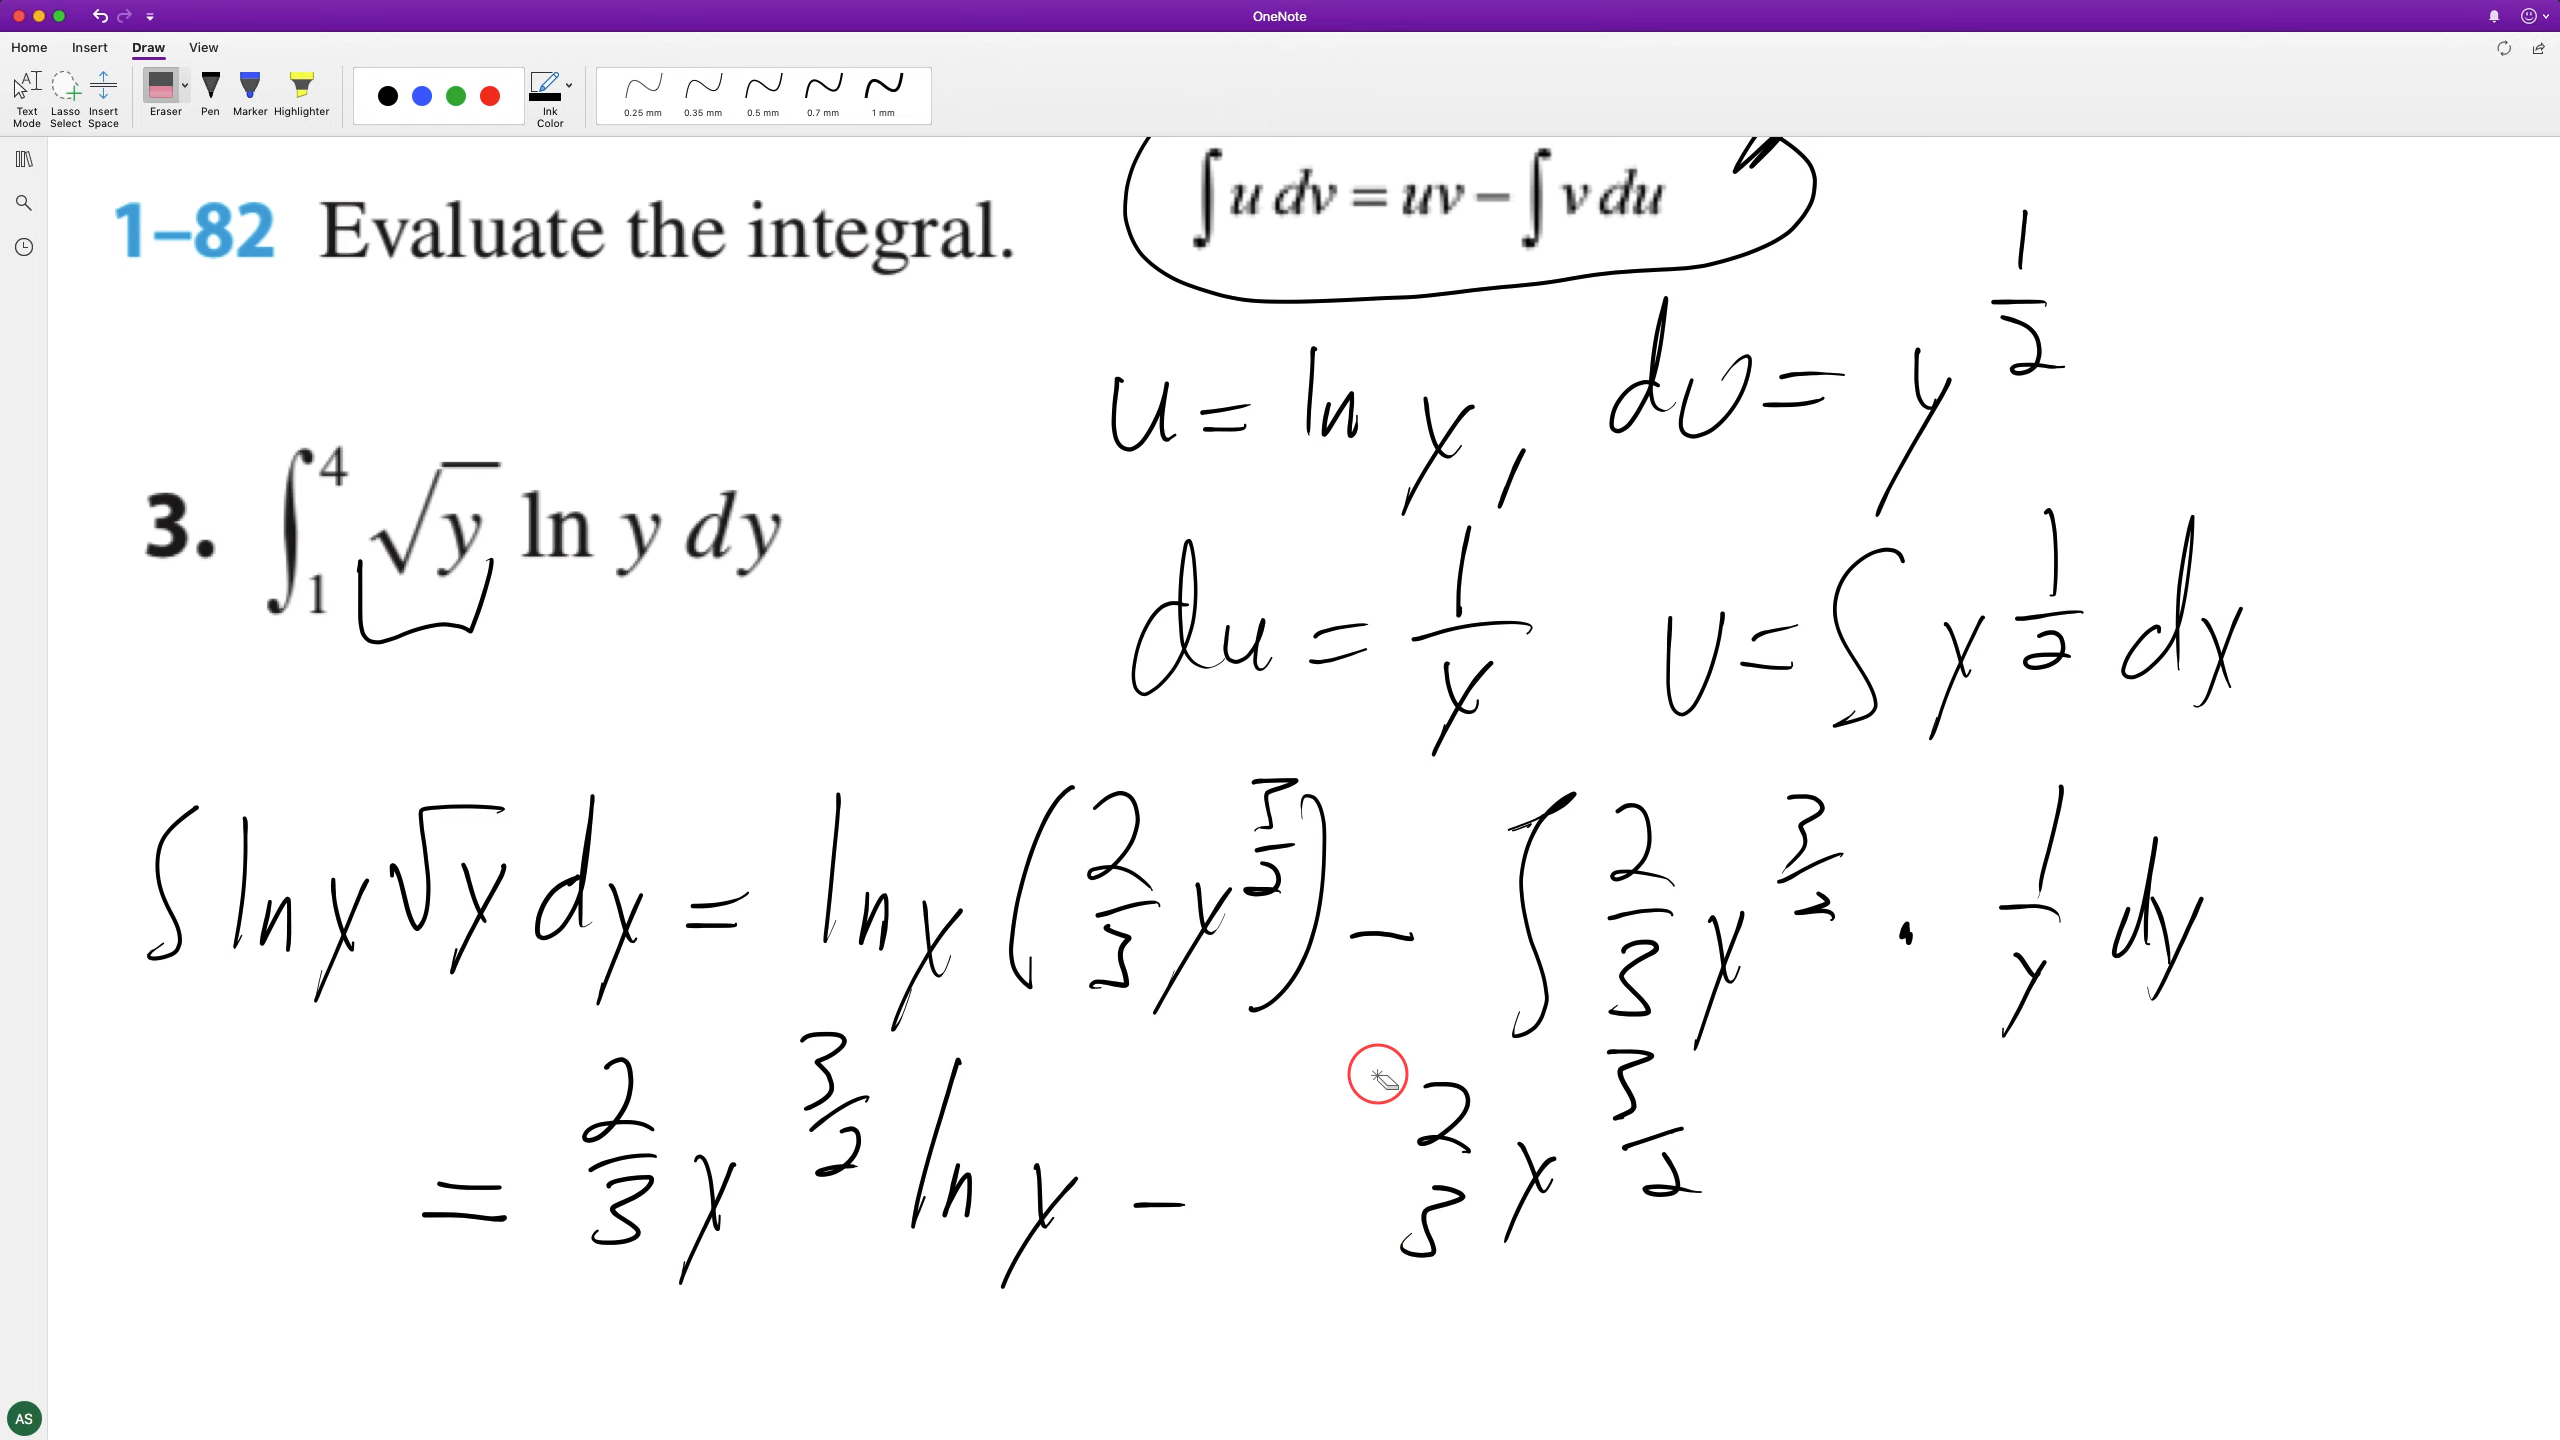 OneNote
Home Insert Draw View
Text Mode Lasso Select Insert Space Eraser Pen Marker Highlighter Ink Color 0.25 mm 0.35 mm 0.5 mm 0.7 mm 1 mm
∫ u dv = uv − ∫ v du
1–82 Evaluate the integral.
u = ln y, dv = y^{1/2}
3. ∫_1^4 √y ln y dy
du = 1/y v = ∫ y^{1/2} dy
∫ ln y √y dy = ln y (2/3 y^{3/2}) − ∫ 2/3 y^{3/2} · 1/y dy
= 2/3 y^{3/2} ln y − 2/3 y^{3/2}
AS